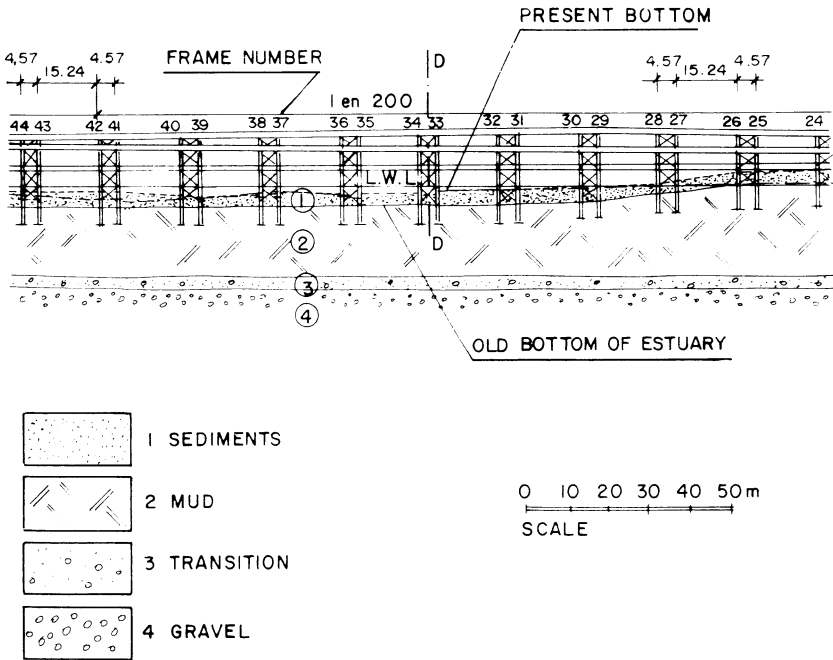 PRESENT BOTTOM
4,57
4.57
FRAME NUMBER
D
4.57
4.57
15.24
15.24
1 en 200
44 43 42 41 40 39 38 37 36 35 34 33 32 31 30 29 28 27 26 25 24
L.W.L.
1
2
D
3
4
OLD BOTTOM OF ESTUARY
1 SEDIMENTS
2 MUD
0 10 20 30 40 50 m
SCALE
3 TRANSITION
4 GRAVEL